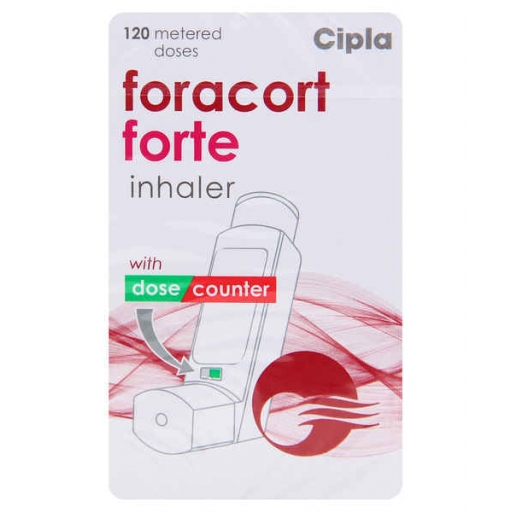 120 metered
doses
Cipla
foracort
forte
inhaler
with
dose counter